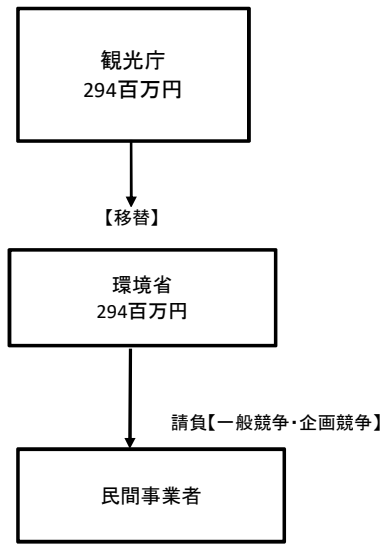 観光庁
294百万円
【移替】
環境省
294百万円
請負【一般競争・企画競争】
民間事業者